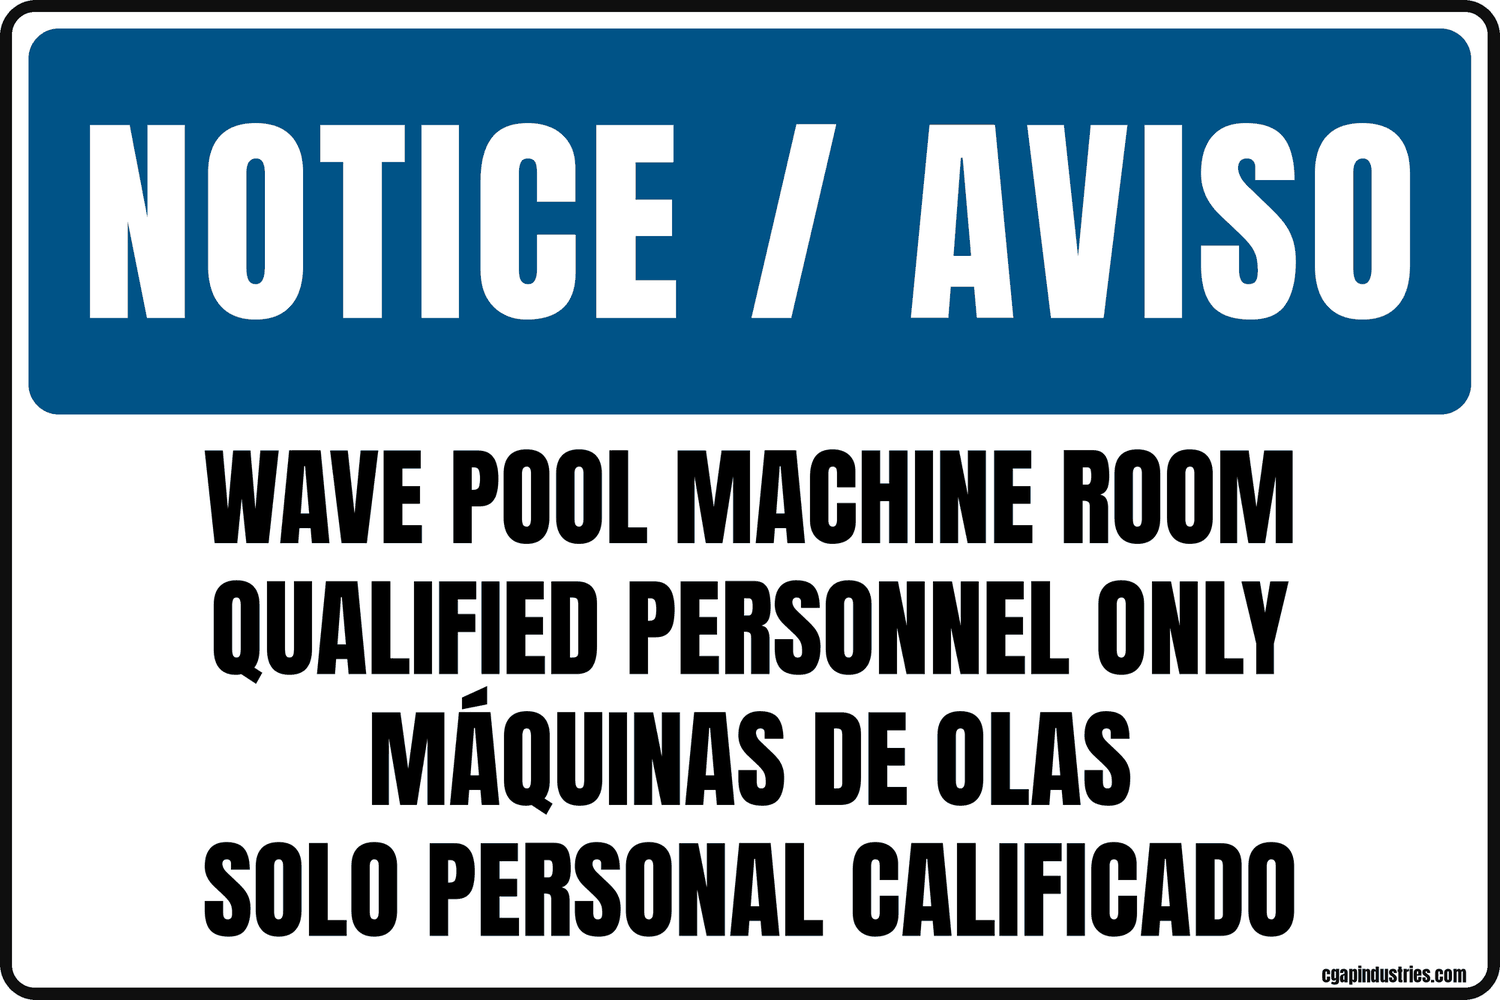 NOTICE / AVISO
WAVE POOL MACHINE ROOM
QUALIFIED PERSONNEL ONLY
MÁQUINAS DE OLAS
SOLO PERSONAL CALIFICADO
cgapindustries.com